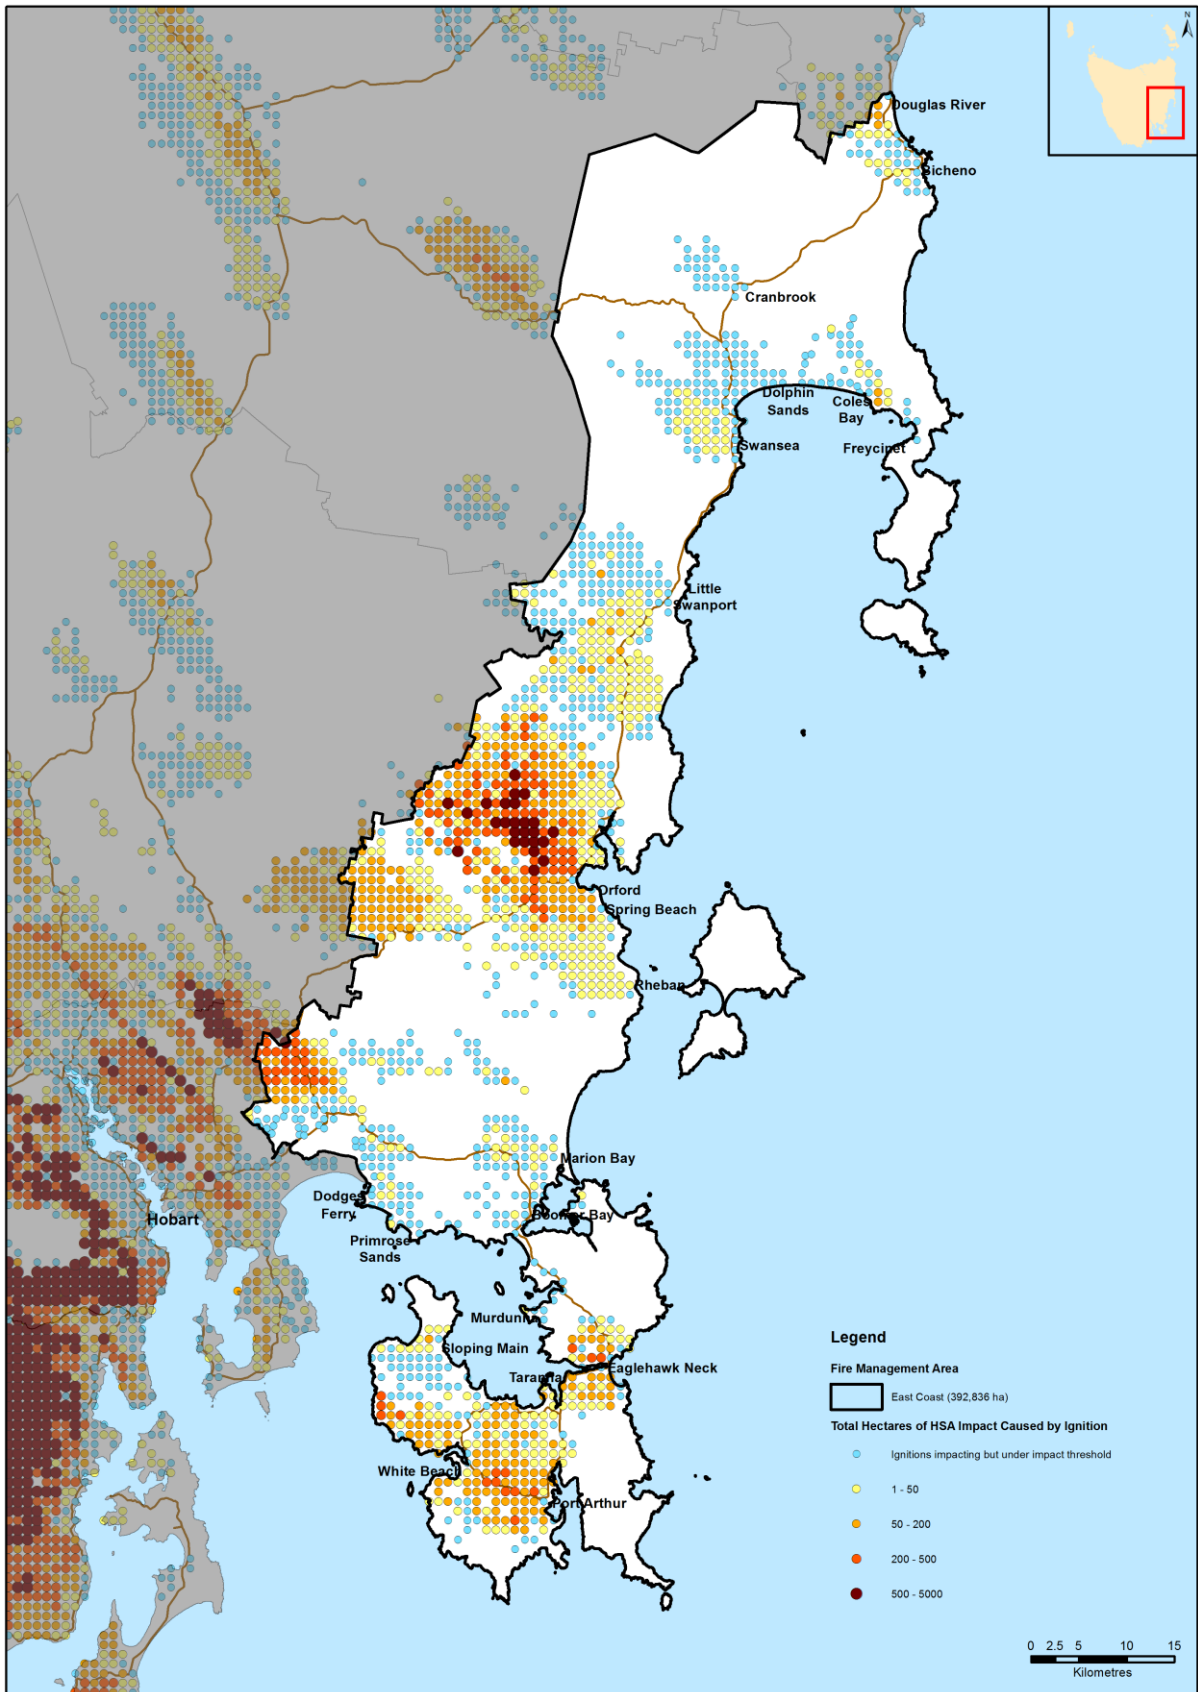 N
Douglas River
Bicheno
Cranbrook
Dolphin
Sands
Coles
Bay
Swansea
Freycinet
Little
Swanport
Orford
Spring Beach
Rheban
Marion Bay
Dodges
Ferry
Boomer Bay
Hobart
Primrose
Sands
Murdunna
Sloping Main
Eaglehawk Neck
Taranna
White Beach
Port Arthur
Legend
Fire Management Area
East Coast (392,836 ha)
Total Hectares of HSA Impact Caused by Ignition
Ignitions impacting but under impact threshold
1 - 50
50 - 200
200 - 500
500 - 5000
0 2.5 5 10 15
Kilometres